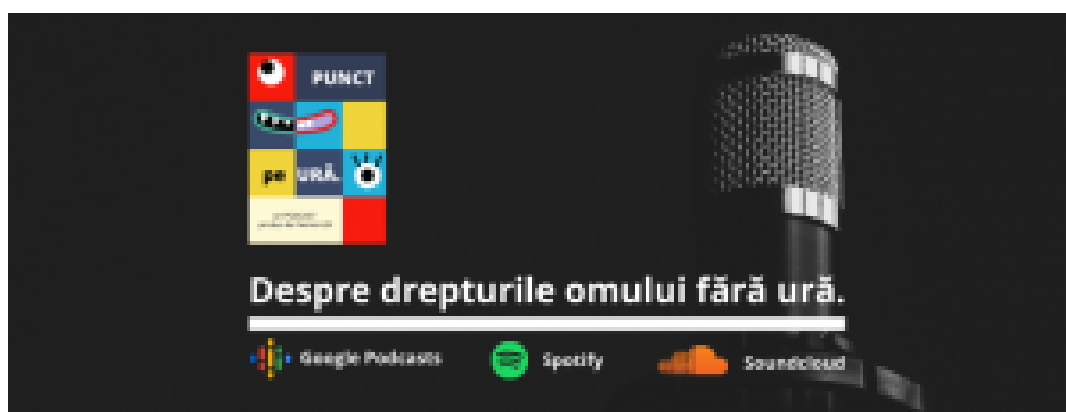 PUNCT
pe URĂ.
Despre drepturile omului fără ură.
Google Podcasts
Spotify
Soundcloud